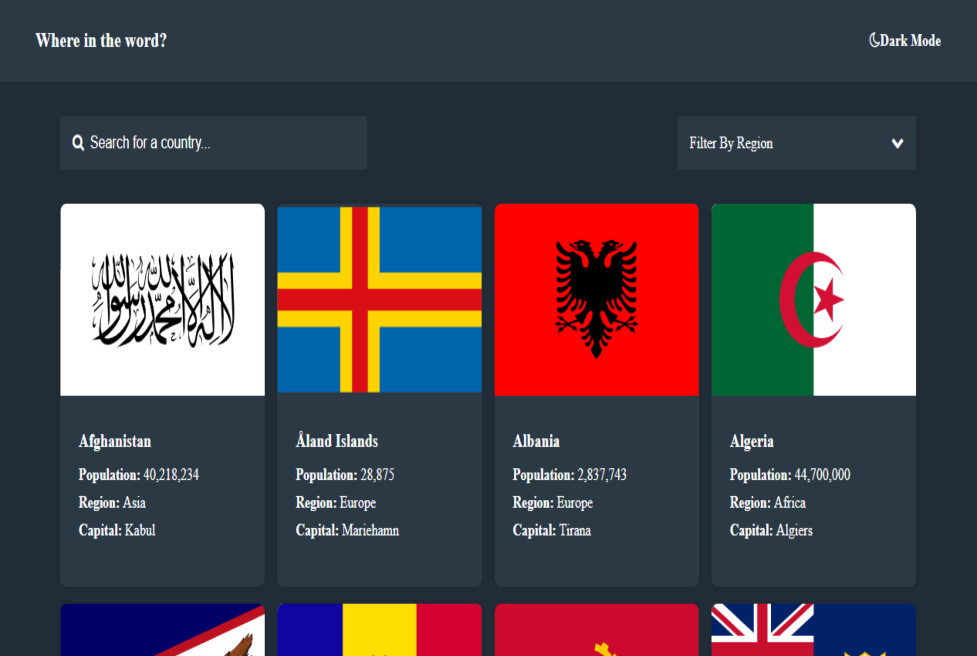 Where in the word?
Dark Mode
Search for a country...
Filter By Region
لا إله إلا الله محمد رسول الله
Afghanistan
Population: 40,218,234
Region: Asia
Capital: Kabul
Åland Islands
Population: 28,875
Region: Europe
Capital: Mariehamn
Albania
Population: 2,837,743
Region: Europe
Capital: Tirana
Algeria
Population: 44,700,000
Region: Africa
Capital: Algiers